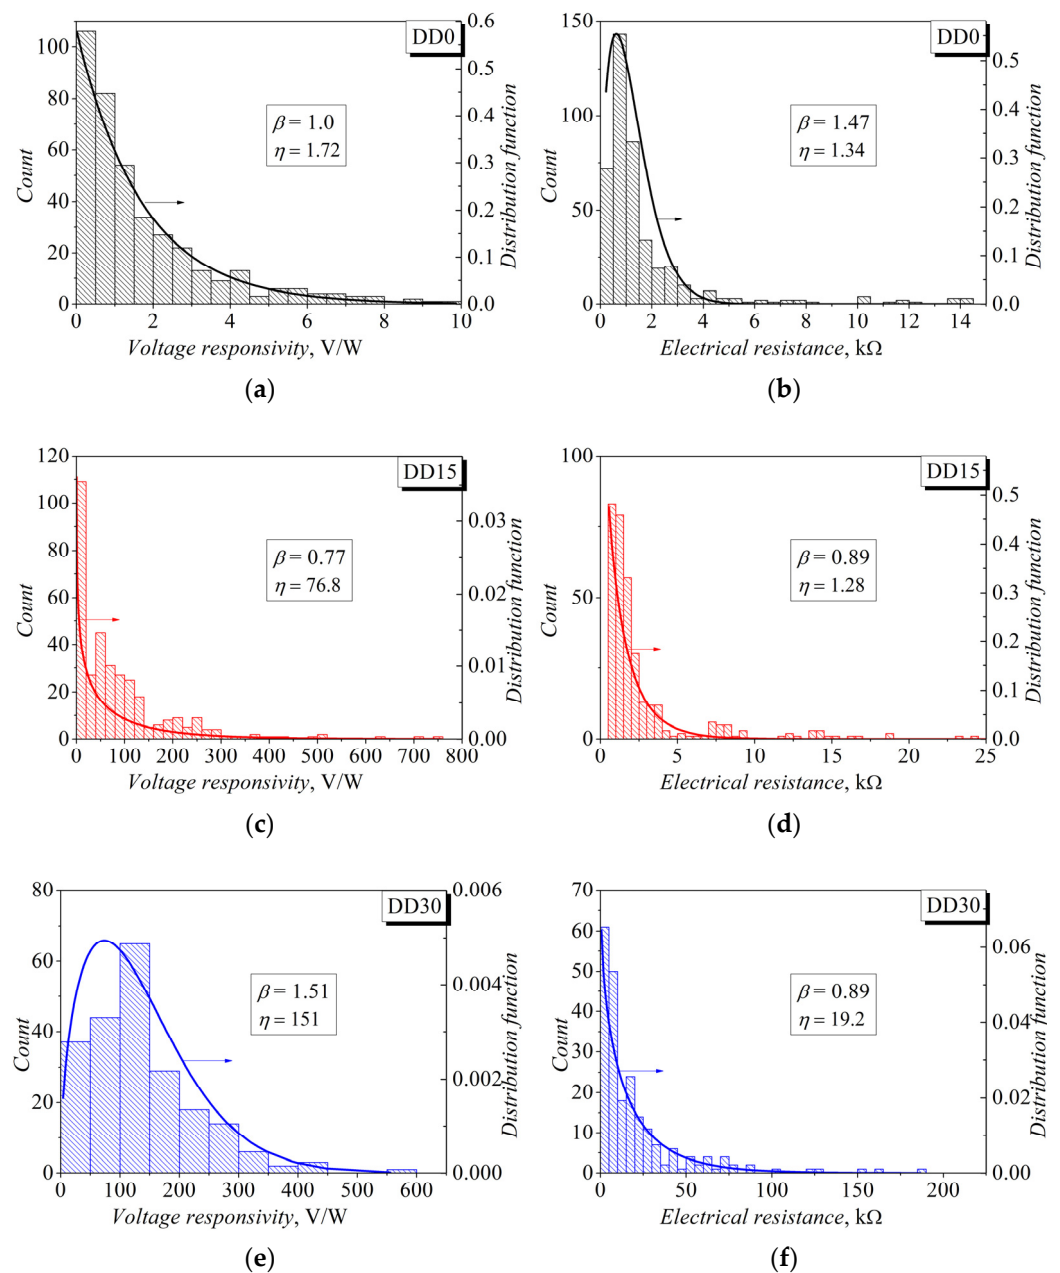 DD0
β = 1.0
η = 1.72
Count
100
80
60
40
20
0
0.6
0.5
0.4
0.3
0.2
0.1
0.0
Distribution function
0 2 4 6 8 10
Voltage responsivity, V/W
(a)
DD0
β = 1.47
η = 1.34
Count
150
100
50
0
0.5
0.4
0.3
0.2
0.1
0.0
Distribution function
0 2 4 6 8 10 12 14
Electrical resistance, kΩ
(b)
DD15
β = 0.77
η = 76.8
Count
120
100
80
60
40
20
0
0.03
0.02
0.01
0.00
Distribution function
0 100 200 300 400 500 600 700 800
Voltage responsivity, V/W
(c)
DD15
β = 0.89
η = 1.28
Count
100
50
0
0.5
0.4
0.3
0.2
0.1
0.0
Distribution function
0 5 10 15 20 25
Electrical resistance, kΩ
(d)
DD30
β = 1.51
η = 151
Count
80
60
40
20
0
0.006
0.004
0.002
0.000
Distribution function
0 100 200 300 400 500 600
Voltage responsivity, V/W
(e)
DD30
β = 0.89
η = 19.2
Count
70
60
50
40
30
20
10
0
0.06
0.04
0.02
0.00
Distribution function
0 50 100 150 200
Electrical resistance, kΩ
(f)